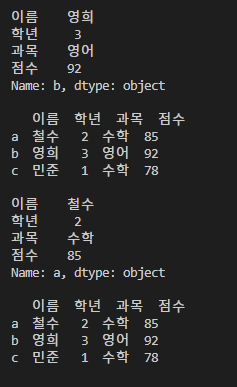 이름    영희
학년     3
과목    영어
점수    92
Name: b, dtype: object
   이름  학년  과목  점수
a  철수   2  수학  85
b  영희   3  영어  92
c  민준   1  수학  78
이름    철수
학년     2
과목    수학
점수    85
Name: a, dtype: object
   이름  학년  과목  점수
a  철수   2  수학  85
b  영희   3  영어  92
c  민준   1  수학  78